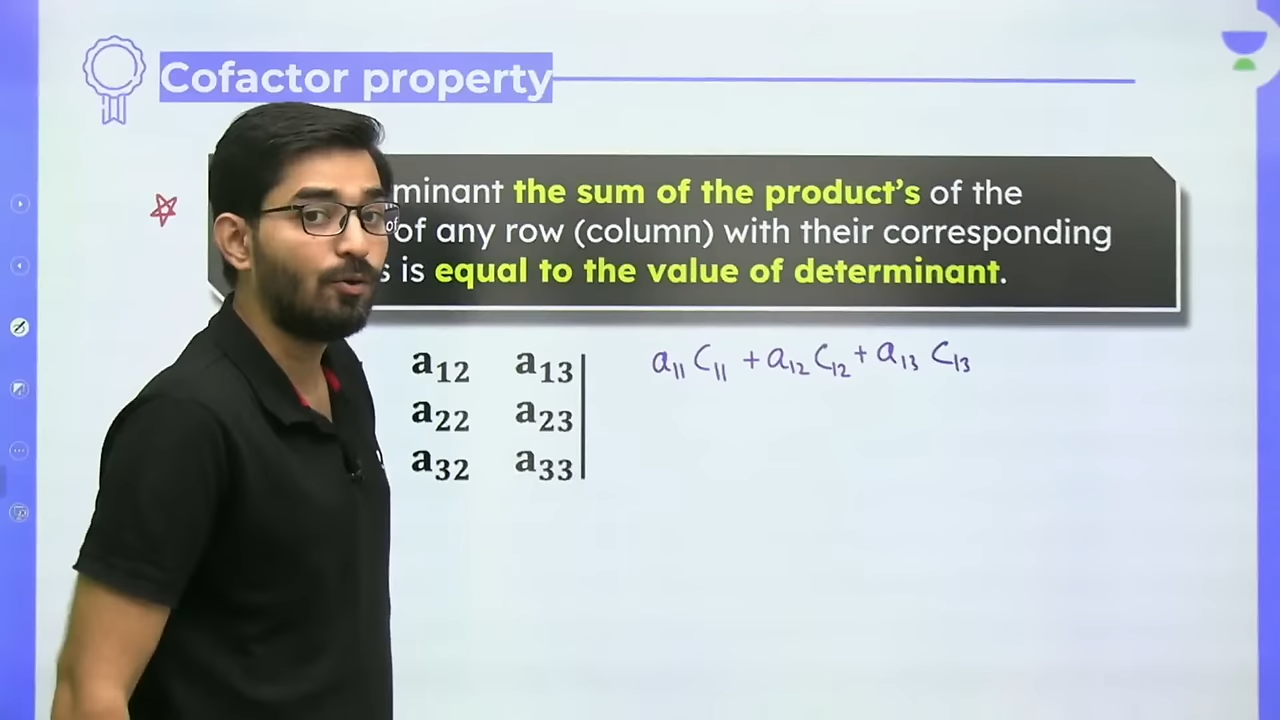 Cofactor property
minant the sum of the product's of the
of any row (column) with their corresponding
s is equal to the value of determinant.
a₁₂ a₁₃ a₁₁ C₁₁ + a₁₂ C₁₂ + a₁₃ C₁₃
a₂₂ a₂₃
a₃₂ a₃₃